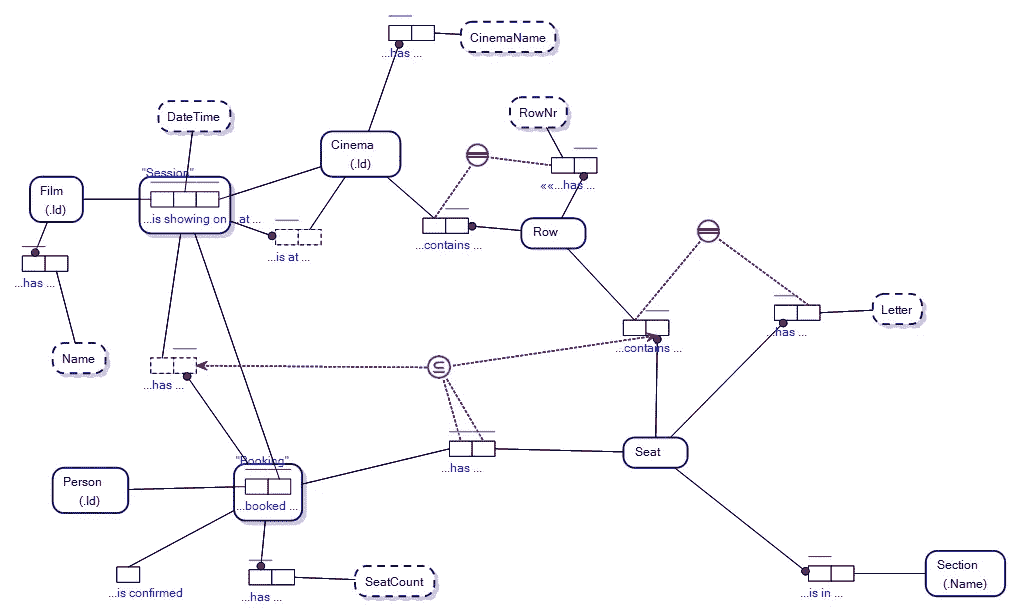 CinemaName
...has ...
DateTime
RowNr
Cinema
(.Id)
"Session"
Film
(.Id)
««...has ...
...is showing on ..at ...
...contains ...
Row
...is at ...
...has ...
Letter
...has ...
...contains ...
Name
...has ...
Seat
"Booking"
...has ...
Person
(.Id)
...booked ...
Section
(.Name)
SeatCount
...is confirmed
...has ...
...is in ...